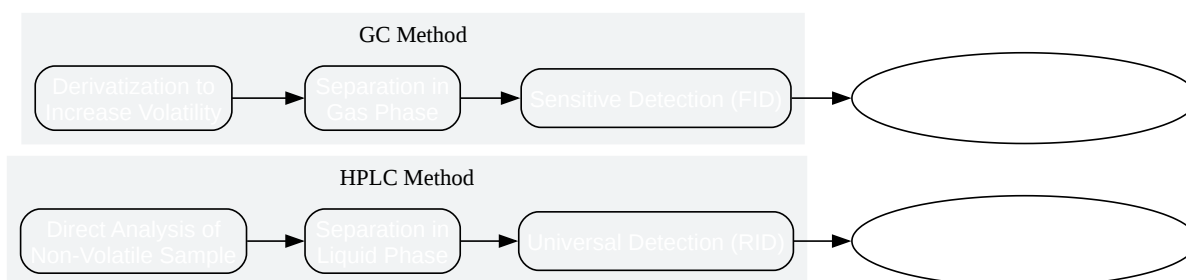 GC Method
Derivatization to
Increase Volatility
Separation in
Gas Phase
Sensitive Detection (FID)
HPLC Method
Direct Analysis of
Non-Volatile Sample
Separation in
Liquid Phase
Universal Detection (RID)